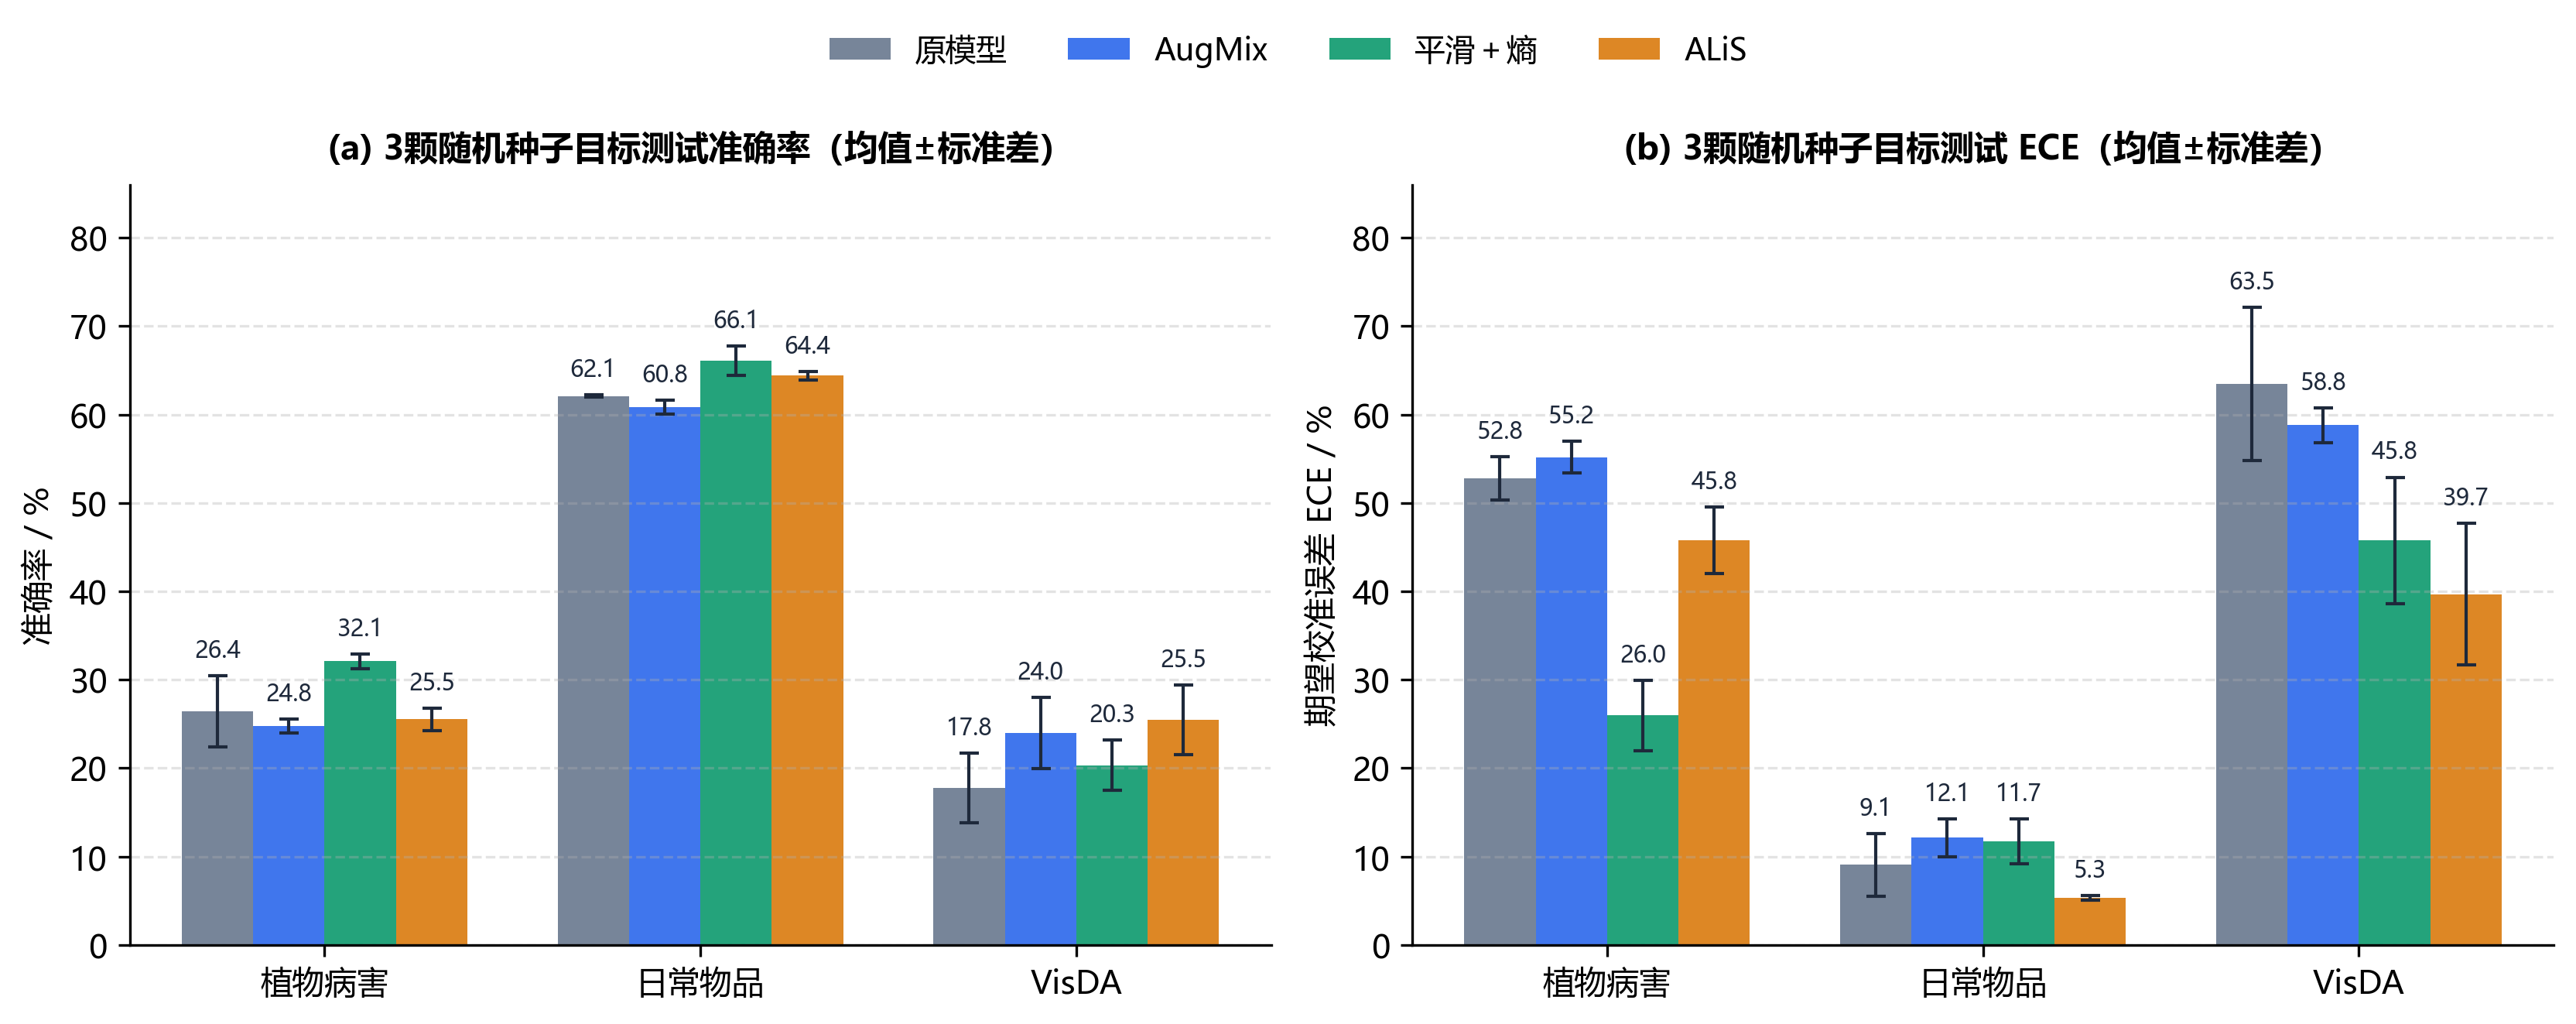 原模型 AugMix 平滑 + 熵 ALiS
(a) 3颗随机种子目标测试准确率（均值±标准差）
准确率 / %
80
70
60
50
40
30
20
10
0
26.4 24.8 32.1 25.5
62.1 60.8 66.1 64.4
17.8 24.0 20.3 25.5
植物病害 日常物品 VisDA
(b) 3颗随机种子目标测试 ECE（均值±标准差）
期望校准误差 ECE / %
80
70
60
50
40
30
20
10
0
52.8 55.2 26.0 45.8
9.1 12.1 11.7 5.3
63.5 58.8 45.8 39.7
植物病害 日常物品 VisDA